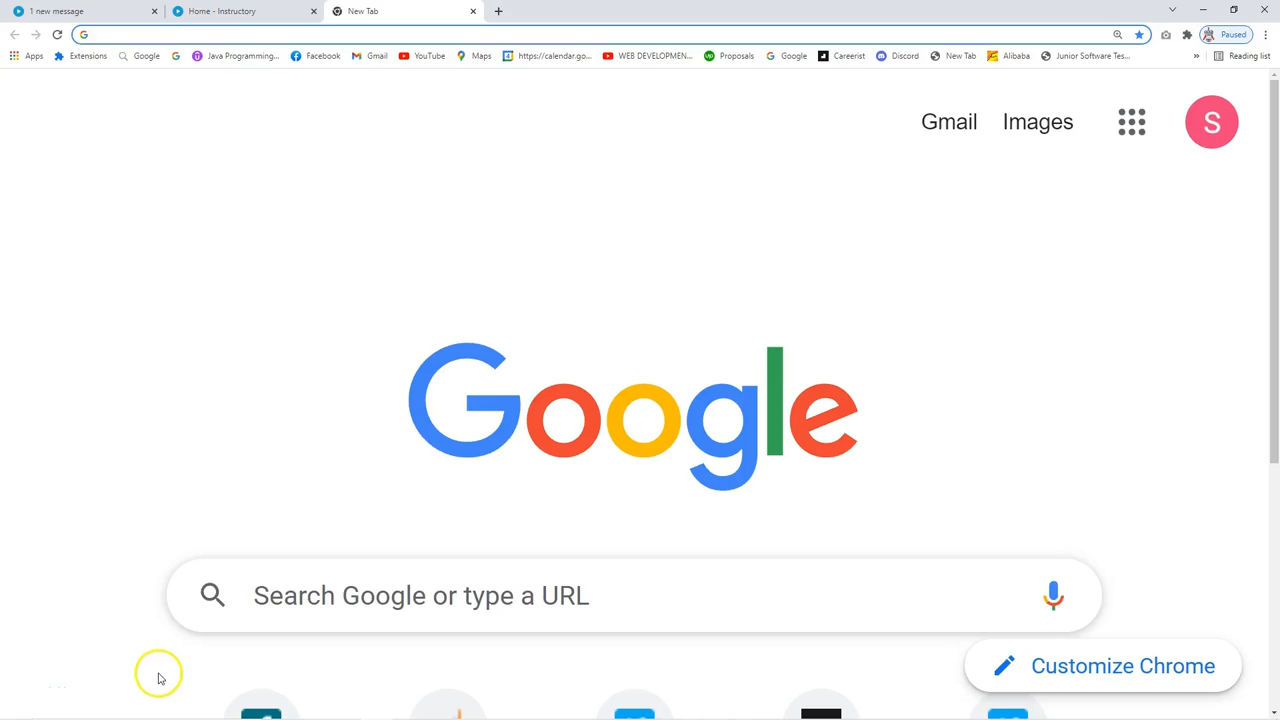 1 new message
Home - Instructory
New Tab
Paused
Apps
Extensions
Google
Java Programming...
Facebook
Gmail
YouTube
Maps
https://calendar.go...
WEB DEVELOPMEN...
Proposals
Google
Careerist
Discord
New Tab
Alibaba
Junior Software Tes...
»
Reading list
Gmail
Images
S
Google
Search Google or type a URL
Customize Chrome